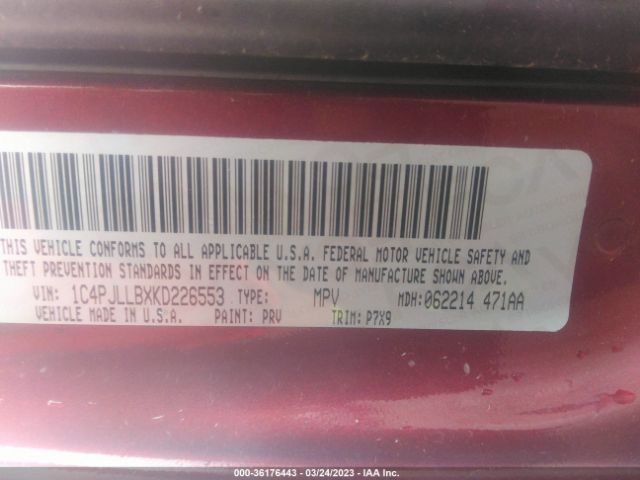 THIS VEHICLE CONFORMS TO ALL APPLICABLE U.S.A. FEDERAL MOTOR VEHICLE SAFETY AND
THEFT PREVENTION STANDARDS IN EFFECT ON THE DATE OF MANUFACTURE SHOWN ABOVE.
VIN: 1C4PJLLBXKD226553 TYPE: MPV MDH:062214 471AA
VEHICLE MADE IN U.S.A. PAINT: PRV TRIM: P7X9
000-36176443 - 03/24/2023 - IAA Inc.